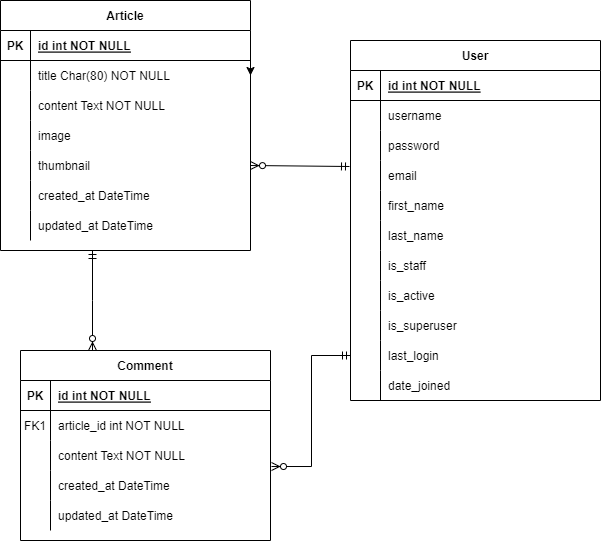 Article
PK id int NOT NULL
title Char(80) NOT NULL
content Text NOT NULL
image
thumbnail
created_at DateTime
updated_at DateTime
User
PK id int NOT NULL
username
password
email
first_name
last_name
is_staff
is_active
is_superuser
last_login
date_joined
Comment
PK id int NOT NULL
FK1 article_id int NOT NULL
content Text NOT NULL
created_at DateTime
updated_at DateTime